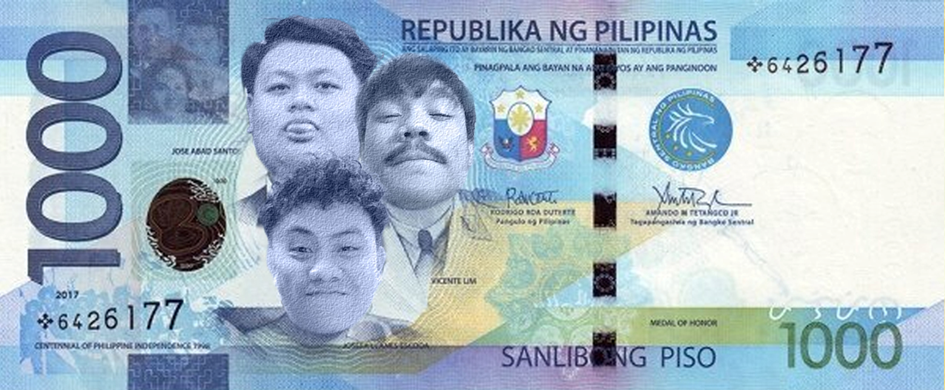 1000
REPUBLIKA NG PILIPINAS
ANG SALAPING ITO AY BAYARIN NG BANGKO SENTRAL AT PINANANAGUTAN NG REPUBLIKA NG PILIPINAS
PINAGPALA ANG BAYAN NA ANG DIYOS AY ANG PANGINOON
6426177
JOSE ABAD SANTOS
BANGKO SENTRAL NG PILIPINAS
RODRIGO ROA DUTERTE
Pangulo ng Pilipinas
AMANDO M TETANGCO JR
Tagapangasiwa ng Bangko Sentral
VICENTE LIM
2017
6426177
CENTENNIAL OF PHILIPPINE INDEPENDENCE 1998
JOSEFA LLANES ESCODA
MEDAL OF HONOR
SANLIBONG PISO
1000